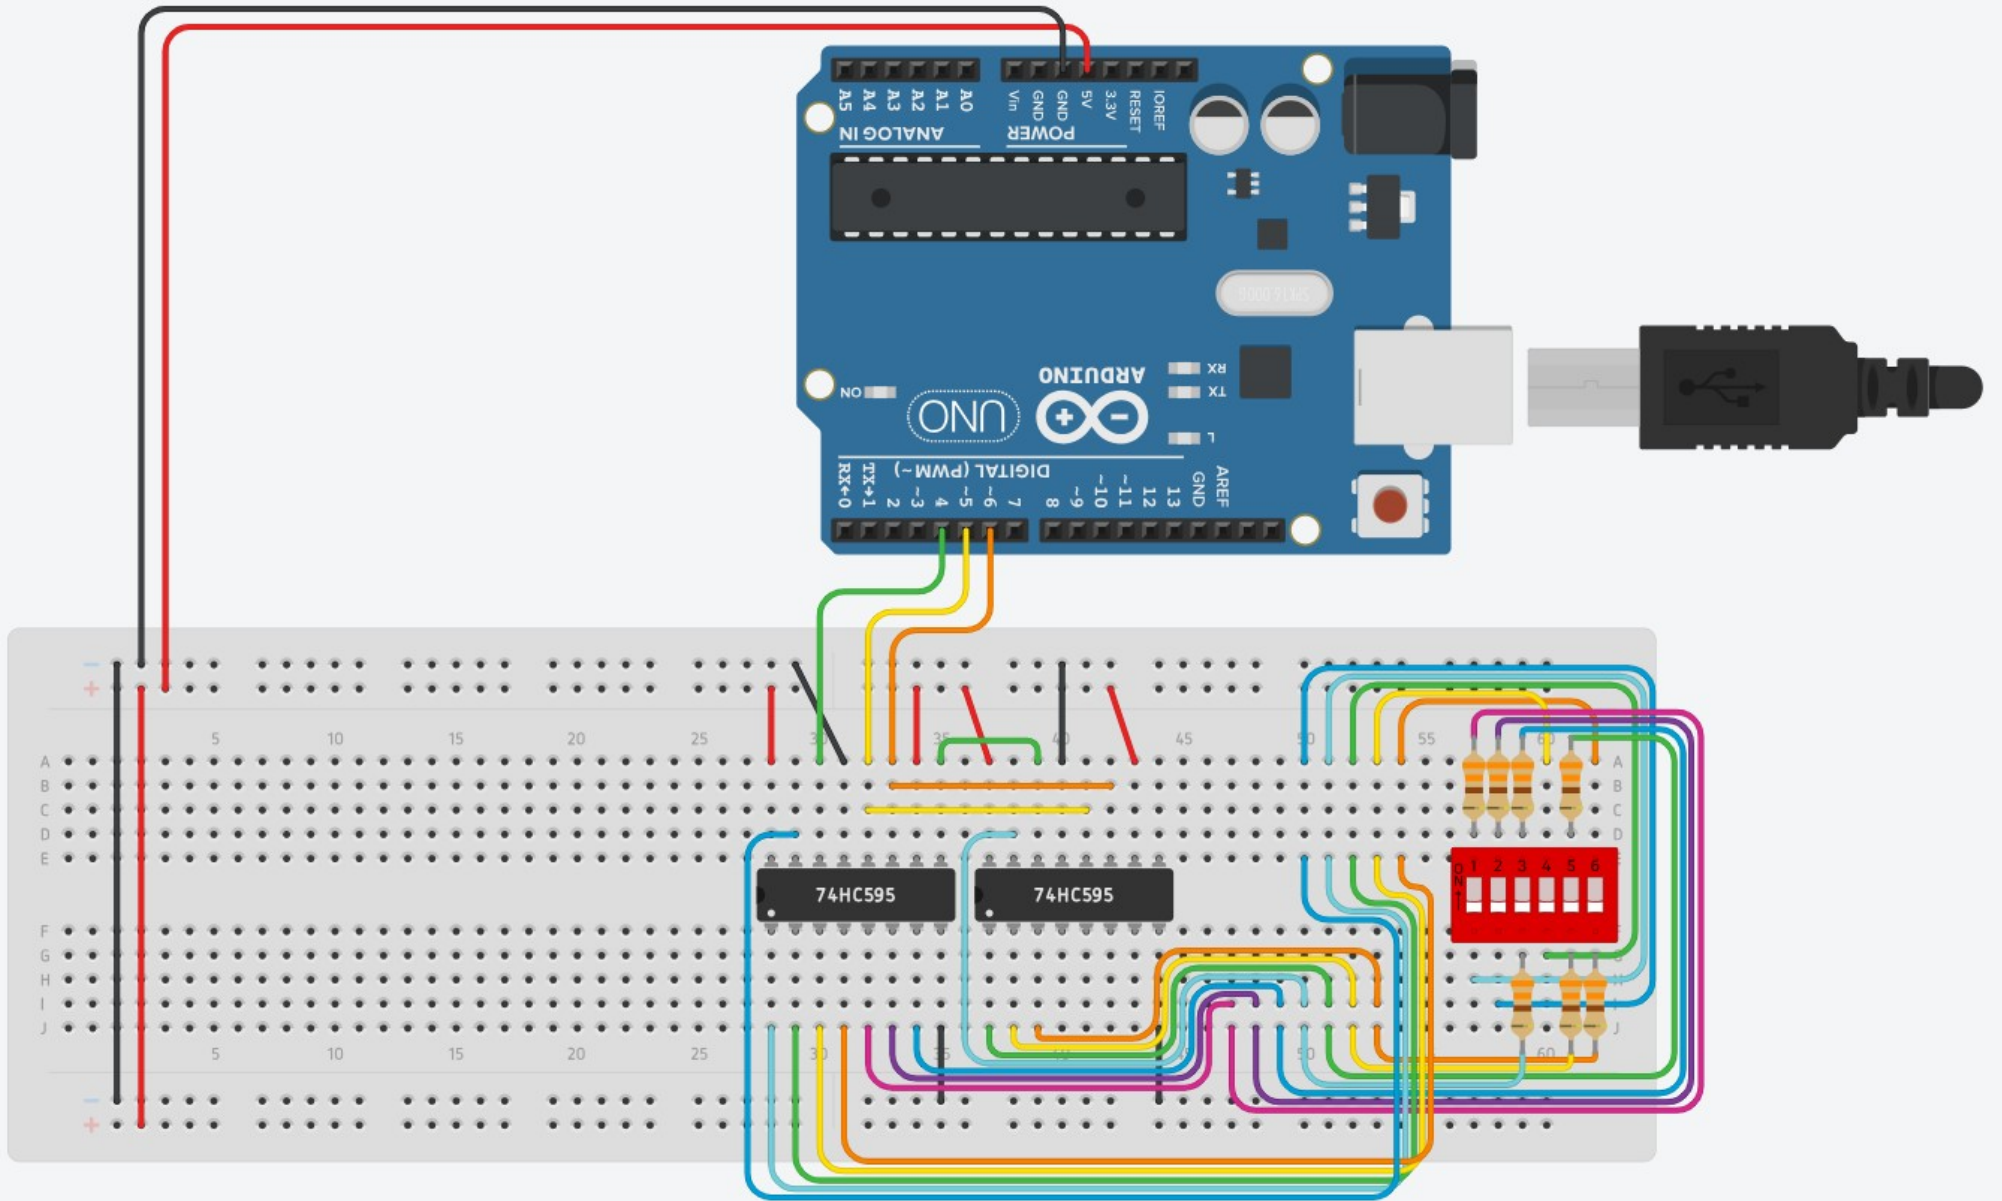 A5 A4 A3 A2 A1 A0 Vin GND GND 5V 3.3V RESET IOREF
ANALOG IN POWER
SPK16.000G
ARDUINO
RX
TX
ON
UNO
L
DIGITAL (PWM ~)
RX←0 TX→1 2 ~3 4 ~5 ~6 7 8 ~9 ~10 ~11 12 13 GND AREF
− 
+
5 10 15 20 25 30 35 40 45 50 55 60
A A
B B
C C
D D
E
ON 1 2 3 4 5 6
74HC595 74HC595
F
G
H H
I
J J
5 10 15 20 25 30 35 40 45 50 60
−
+